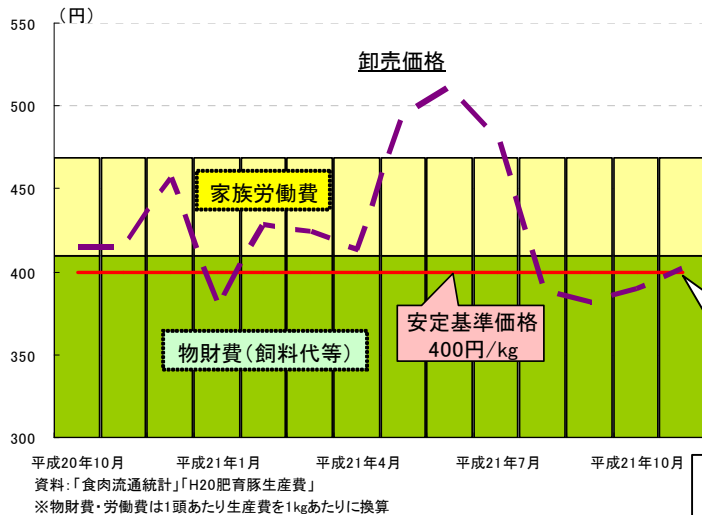 （円）
550
卸売価格
500
450
家族労働費
400
安定基準価格
400円/kg
物財費（飼料代等）
350
300
平成20年10月
平成21年1月
平成21年4月
平成21年7月
平成21年10月
資料：「食肉流通統計」「H20肥育豚生産費」
※物財費・労働費は1頭あたり生産費を1kgあたりに換算